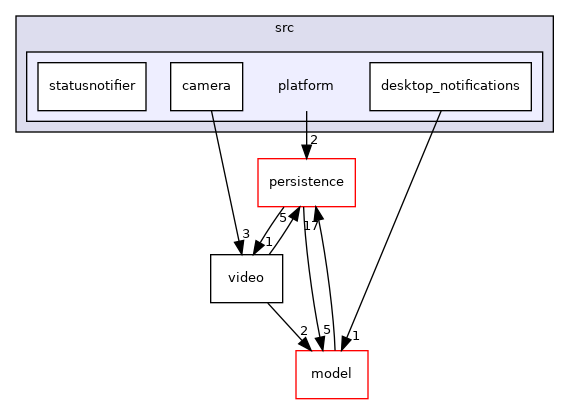 src
statusnotifier
camera
platform
desktop_notifications
2
persistence
5
17
3
1
video
2
5
1
model